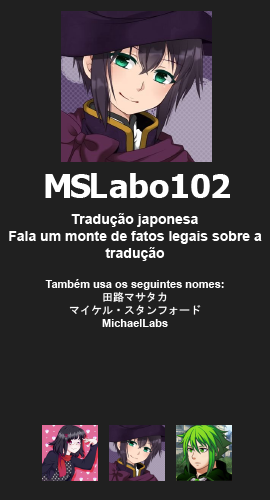 MSLabo102
Tradução japonesa
Fala um monte de fatos legais sobre a
tradução
Também usa os seguintes nomes:
田路マサタカ
マイケル・スタンフォード
MichaelLabs